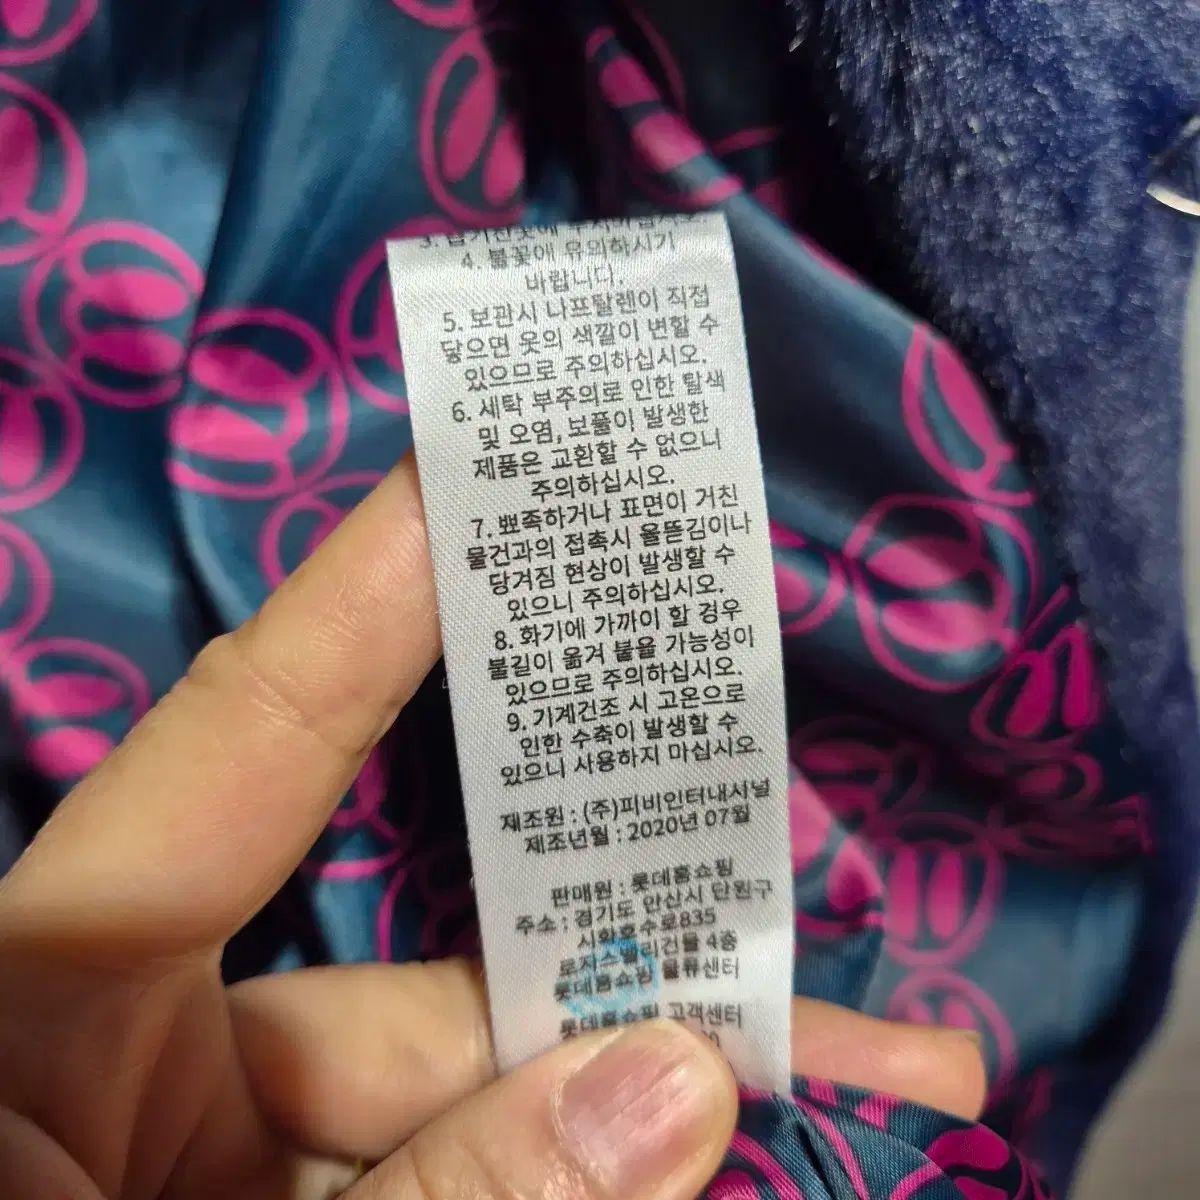 4. 불꽃에 유의하시기
바랍니다.
5. 보관시 나프탈렌이 직접
닿으면 옷의 색깔이 변할 수
있으므로 주의하십시오.
6. 세탁 부주의로 인한 탈색
및 오염, 보풀이 발생한
제품은 교환할 수 없으니
주의하십시오.
7. 뾰족하거나 표면이 거친
물건과의 접촉시 올뜯김이나
당겨짐 현상이 발생할 수
있으니 주의하십시오.
8. 화기에 가까이 할 경우
불길이 옮겨 붙을 가능성이
있으므로 주의하십시오.
9. 기계건조 시 고온으로
인한 수축이 발생할 수
있으니 사용하지 마십시오.
제조원 : (주)피비인터내셔널
제조년월 : 2020년 07월
판매원 : 롯데홈쇼핑
주소 : 경기도 안산시 단원구
시화호수로835
로지스밸리건물 4층
롯데홈쇼핑 물류센터
롯데홈쇼핑 고객센터